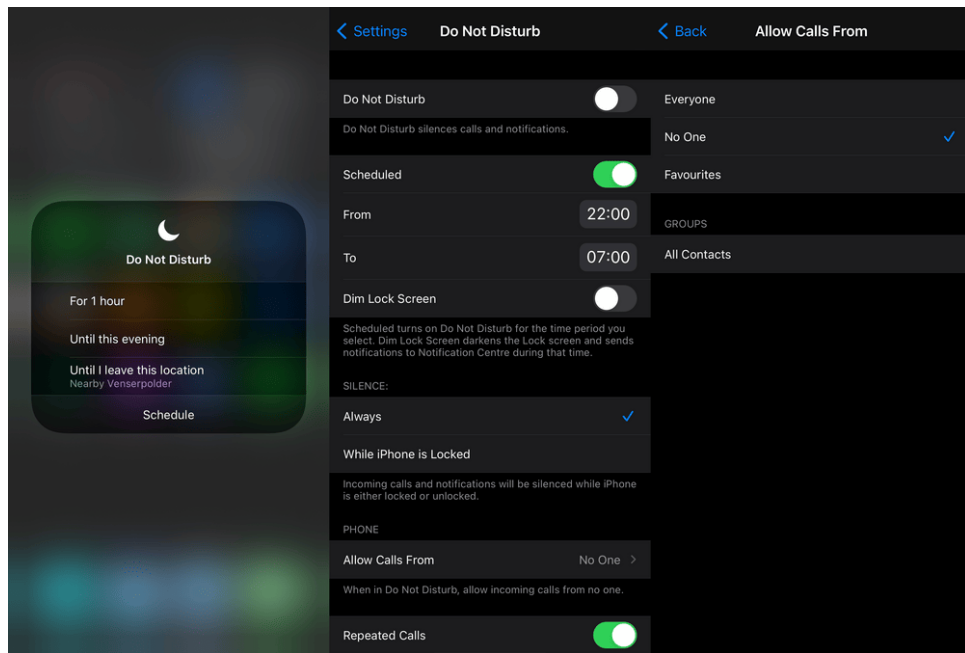 Do Not Disturb
For 1 hour
Until this evening
Until I leave this location
Nearby Venserpolder
Schedule
Settings
Do Not Disturb
Do Not Disturb
Do Not Disturb silences calls and notifications.
Scheduled
From 22:00
To 07:00
Dim Lock Screen
Scheduled turns on Do Not Disturb for the time period you
select. Dim Lock Screen darkens the Lock screen and sends
notifications to Notification Centre during that time.
SILENCE:
Always
While iPhone is Locked
Incoming calls and notifications will be silenced while iPhone
is either locked or unlocked.
PHONE
Allow Calls From No One
When in Do Not Disturb, allow incoming calls from no one.
Repeated Calls
Back
Allow Calls From
Everyone
No One
Favourites
GROUPS
All Contacts